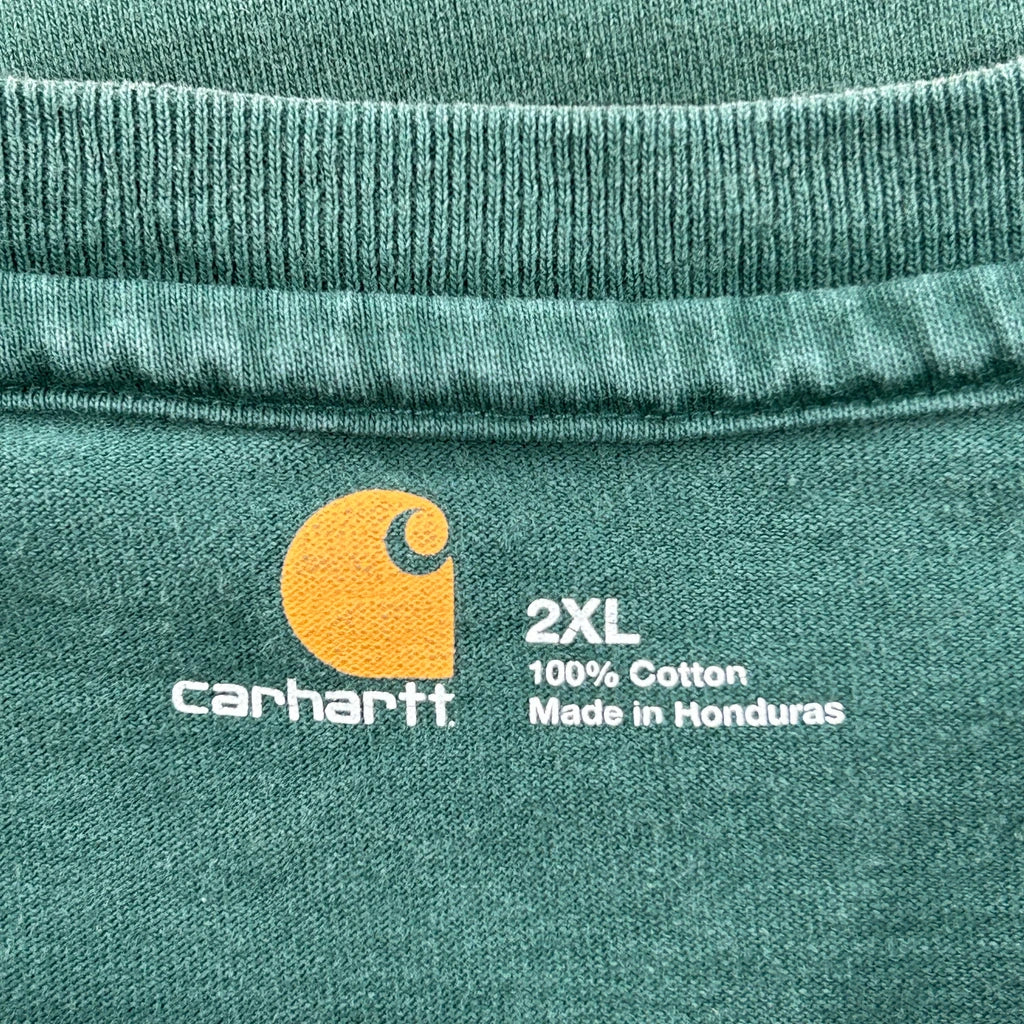 carhartt
2XL
100% Cotton
Made in Honduras